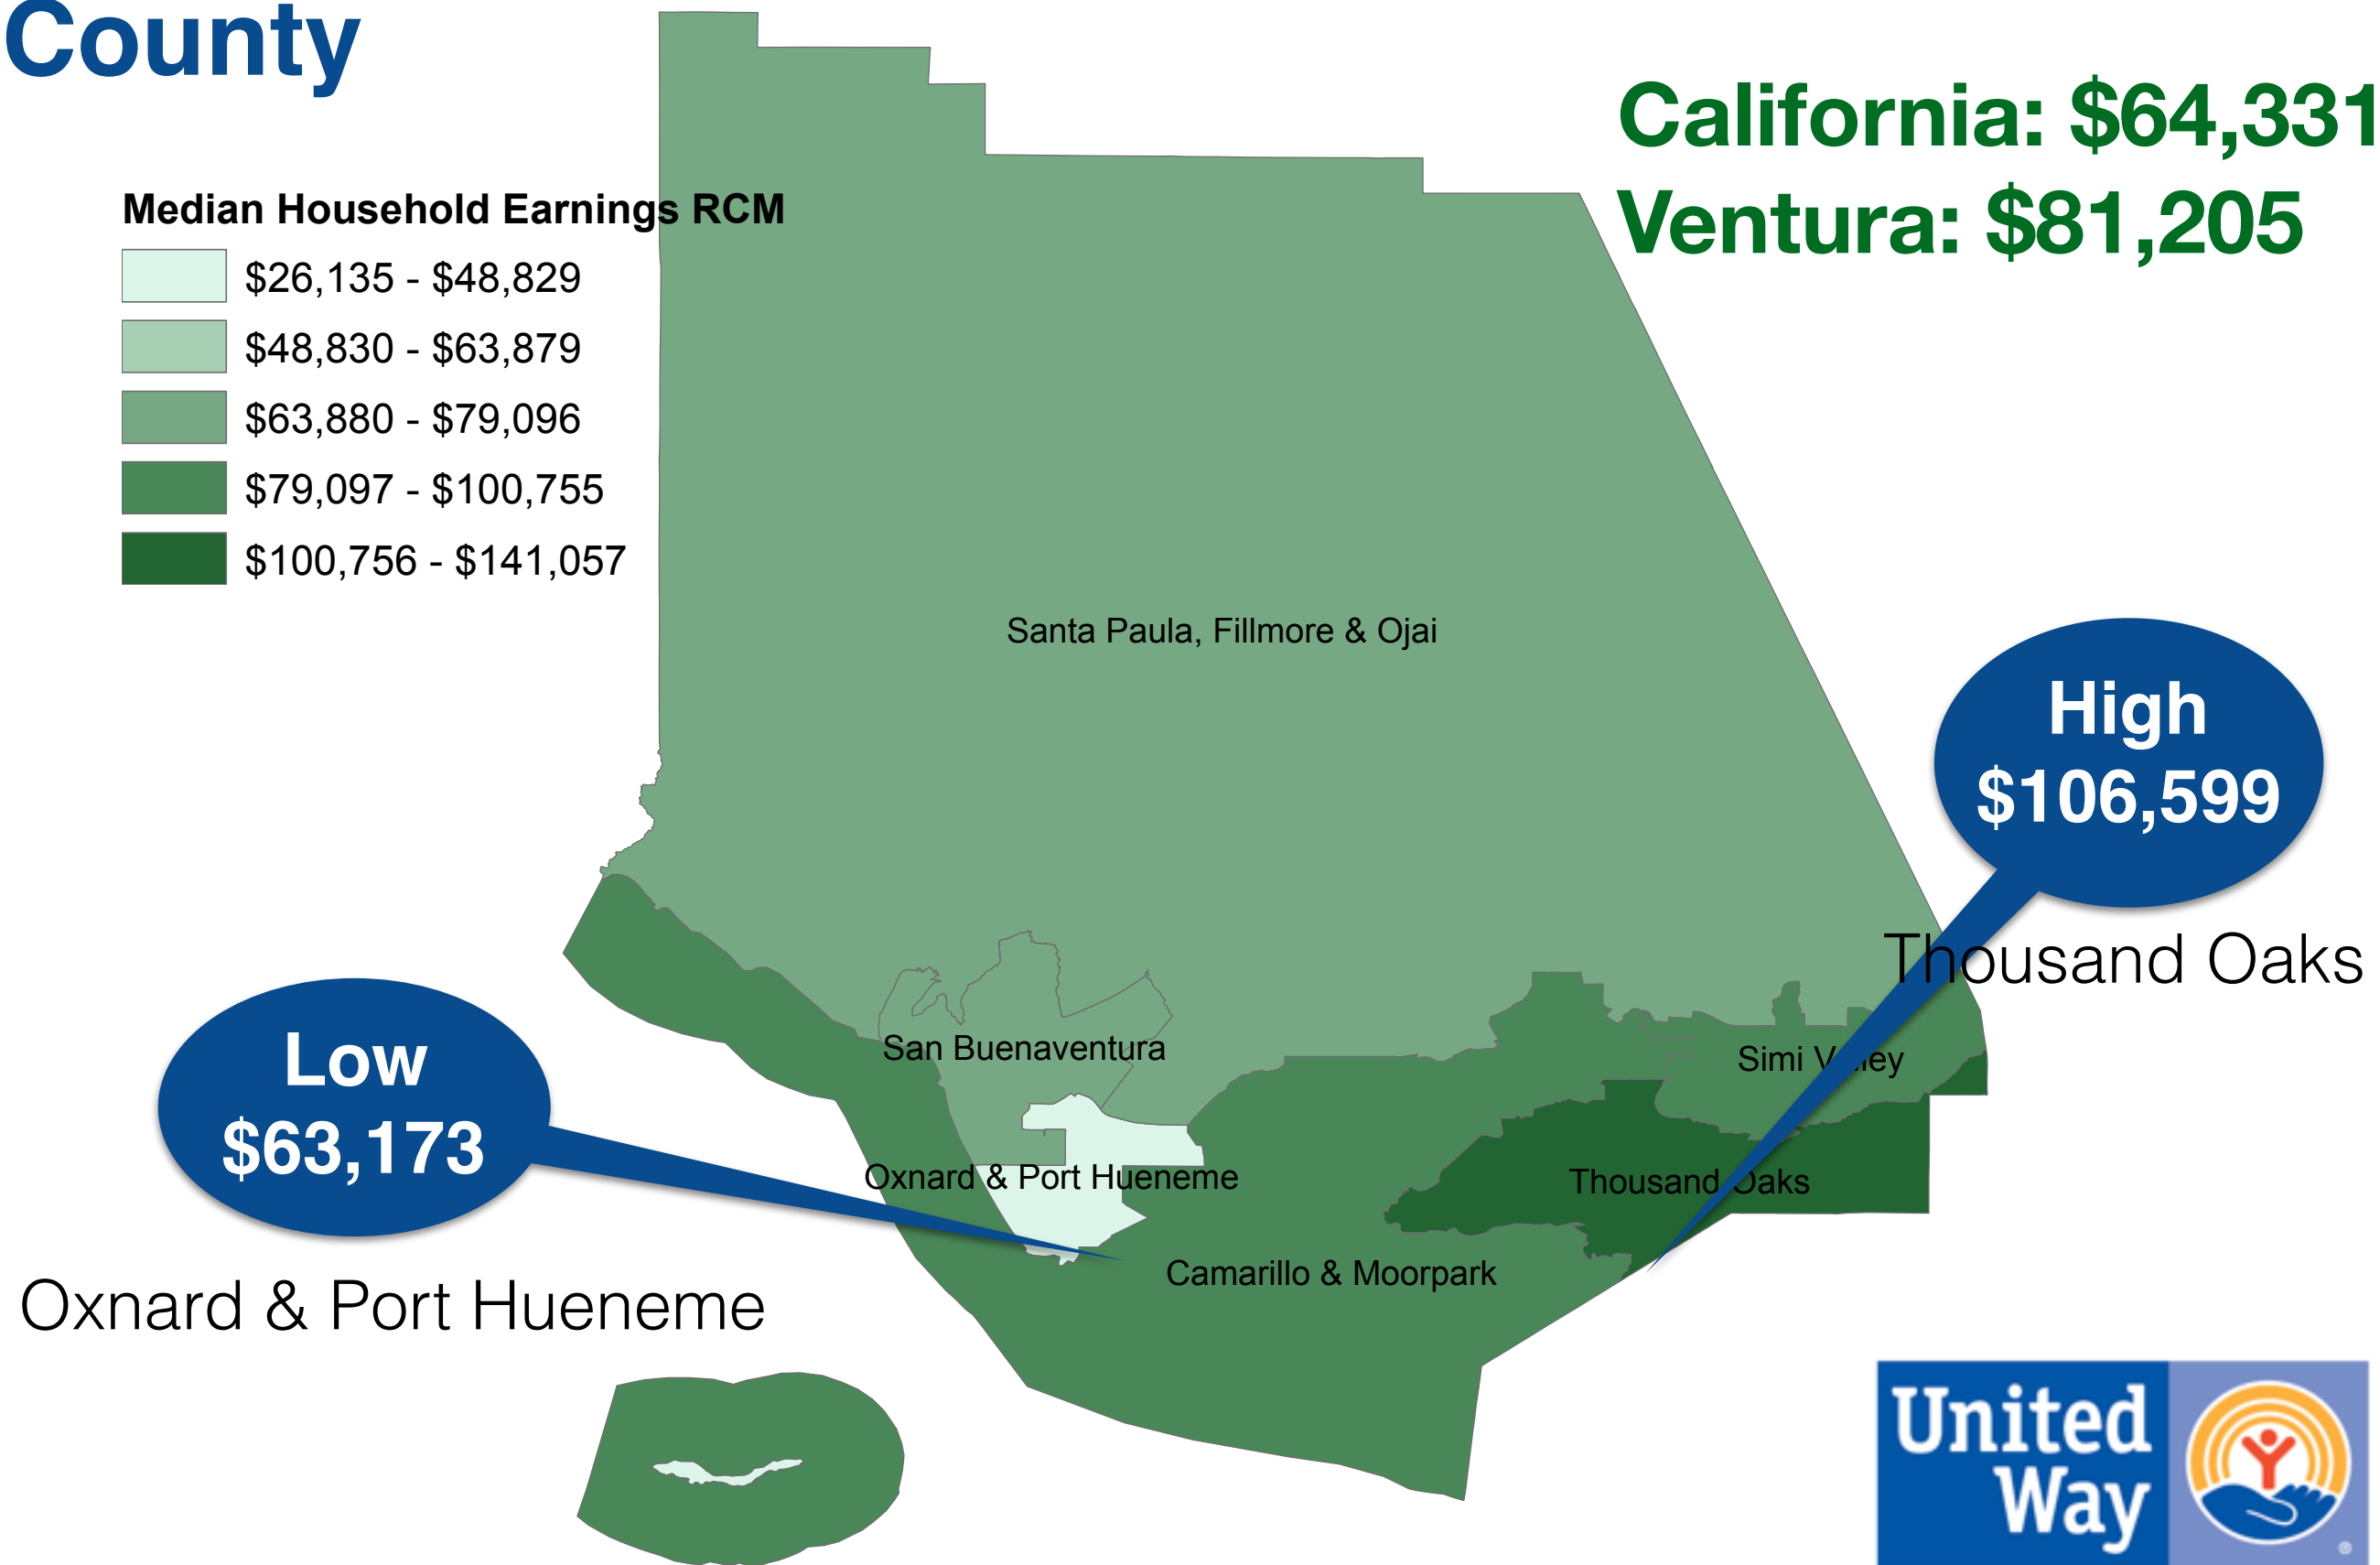 County
California: $64,331
Ventura: $81,205
Median Household Earnings RCM
$26,135 - $48,829
$48,830 - $63,879
$63,880 - $79,096
$79,097 - $100,755
$100,756 - $141,057
Santa Paula, Fillmore & Ojai
High
$106,599
Thousand Oaks
San Buenaventura
Simi Valley
Low
$63,173
Oxnard & Port Hueneme
Thousand Oaks
Camarillo & Moorpark
Oxnard & Port Hueneme
United
Way
®